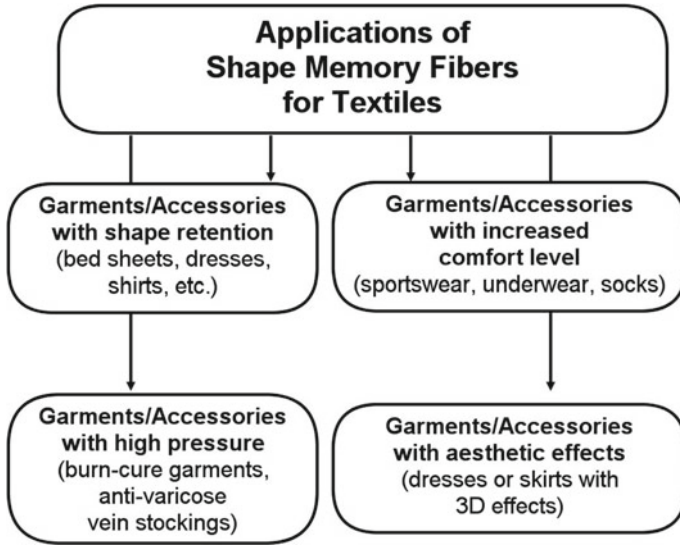 Applications of
Shape Memory Fibers
for Textiles
Garments/Accessories
with shape retention
(bed sheets, dresses,
shirts, etc.)
Garments/Accessories
with increased
comfort level
(sportswear, underwear, socks)
Garments/Accessories
with high pressure
(burn-cure garments,
anti-varicose
vein stockings)
Garments/Accessories
with aesthetic effects
(dresses or skirts with
3D effects)